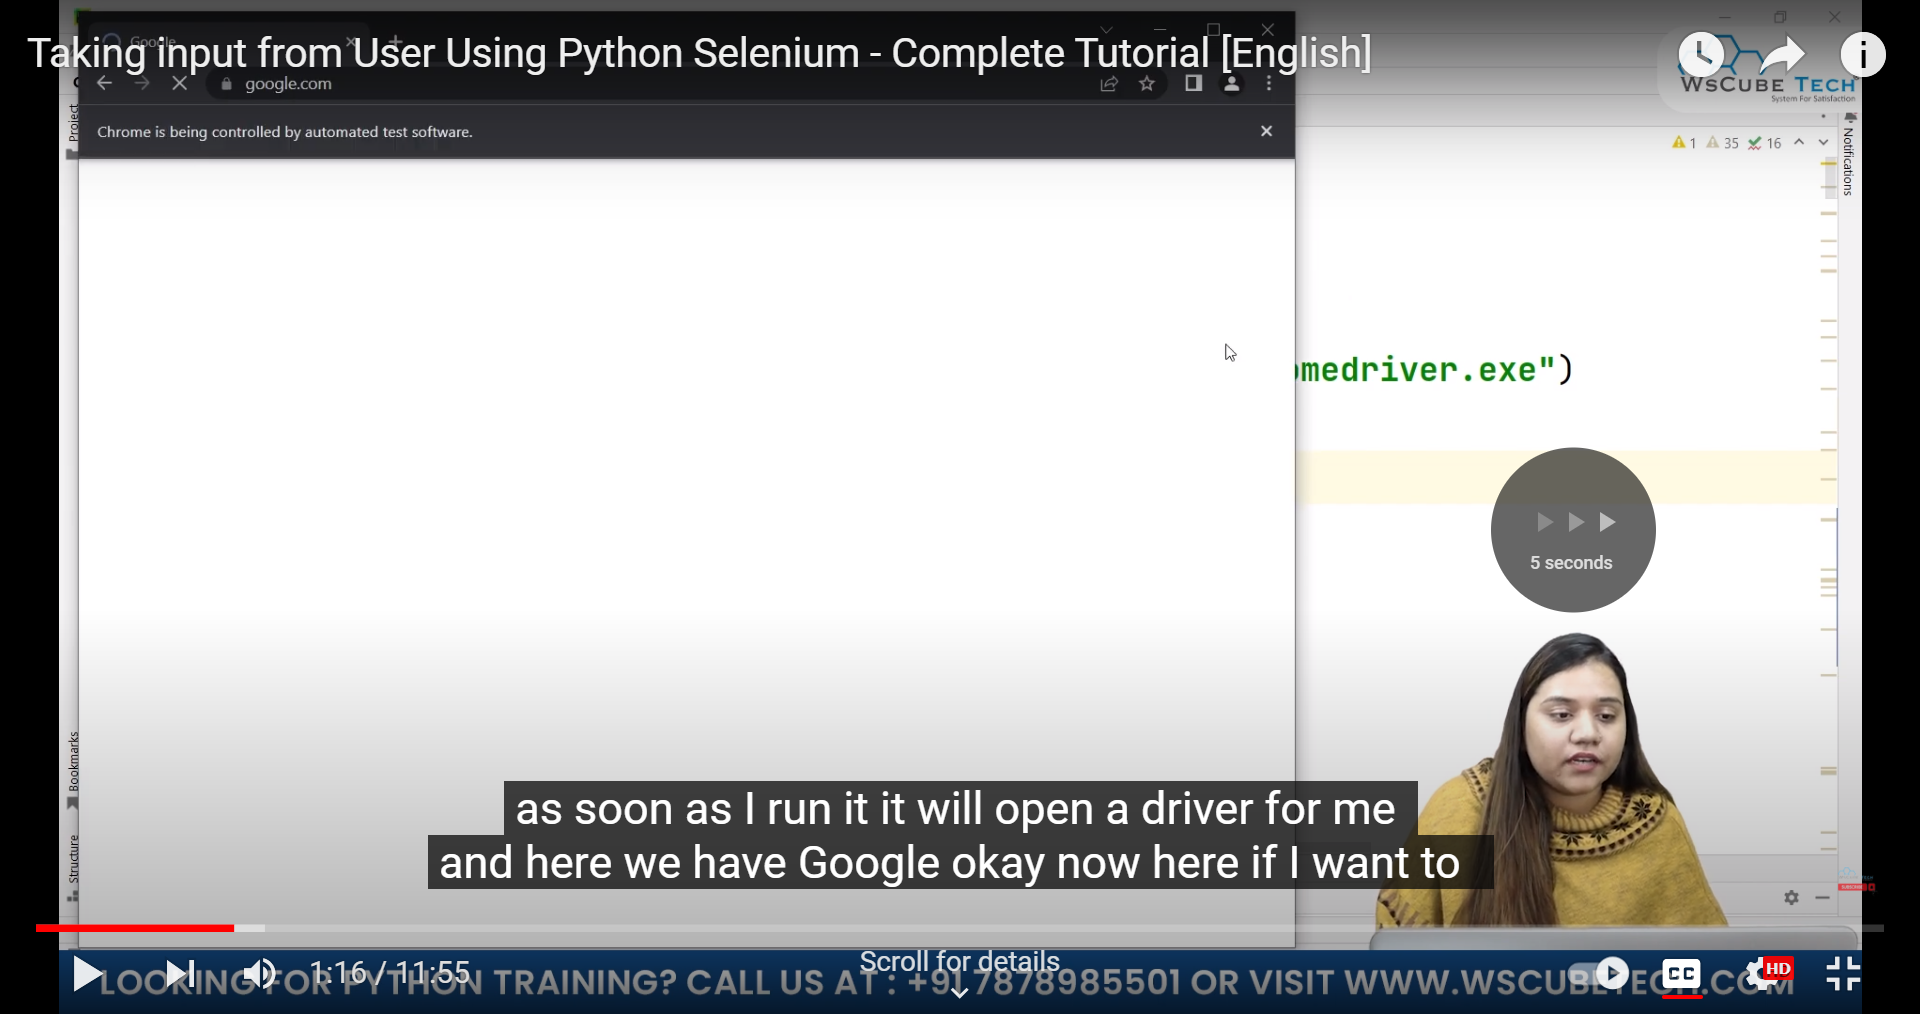 Google
Taking input from User Using Python Selenium - Complete Tutorial [English]
google.com
WsCube Tech
System For Satisfaction
Chrome is being controlled by automated test software.
Project
1 35 16
Notifications
omedriver.exe")
5 seconds
Bookmarks
Structure
as soon as I run it it will open a driver for me
and here we have Google okay now here if I want to
1:16 / 11:55
Scroll for details
CC
HD
LOOKING FOR PYTHON TRAINING? CALL US AT : +91 7878985501 OR VISIT WWW.WSCUBETECH.COM